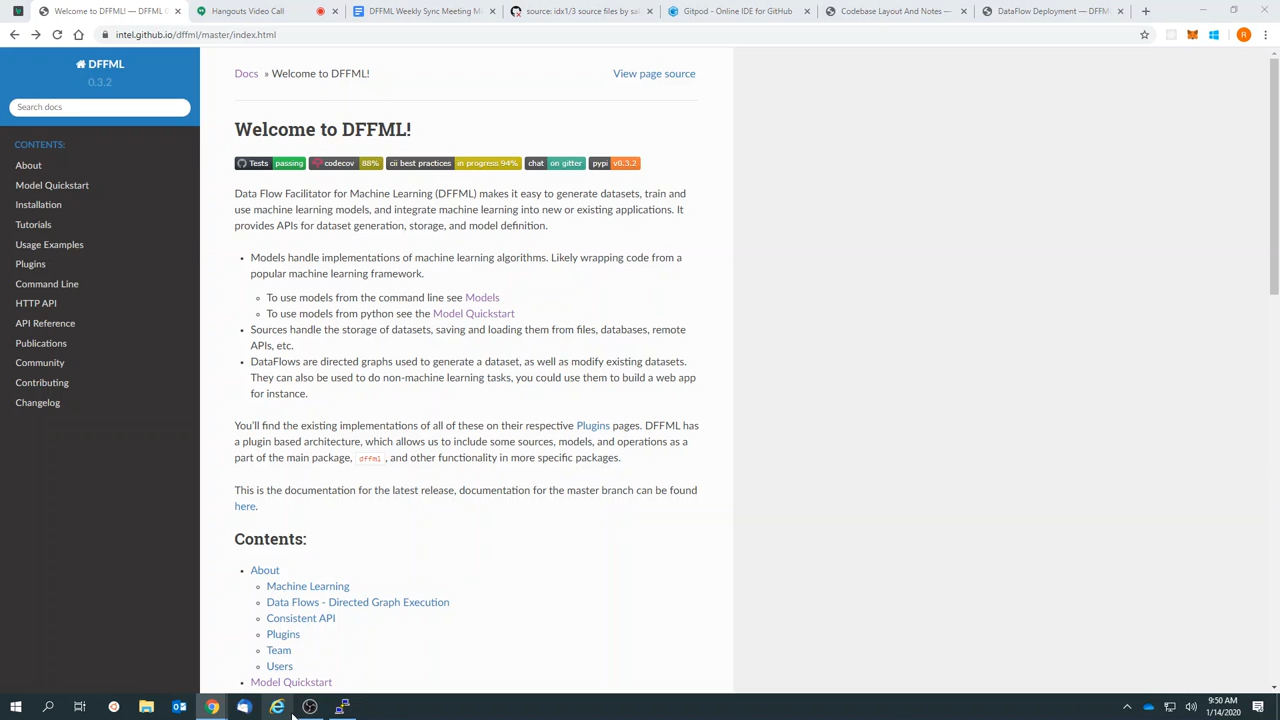 Welcome to DFFML! — DFFML 0
Hangouts Video Call
DFFML Weekly Sync Meeting M
source: idx1/3 source files by sa
Gitpod - Online IDE for GitHub
Codebase Layout And Notes —
DataFlow Deployment — DFFML
intel.github.io/dffml/master/index.html
R
DFFML
0.3.2
Search docs
CONTENTS:
About
Model Quickstart
Installation
Tutorials
Usage Examples
Plugins
Command Line
HTTP API
API Reference
Publications
Community
Contributing
Changelog
Docs » Welcome to DFFML!
View page source
Welcome to DFFML!
Tests passing codecov 88% cii best practices in progress 94% chat on gitter pypi v0.3.2
Data Flow Facilitator for Machine Learning (DFFML) makes it easy to generate datasets, train and
use machine learning models, and integrate machine learning into new or existing applications. It
provides APIs for dataset generation, storage, and model definition.
• Models handle implementations of machine learning algorithms. Likely wrapping code from a
popular machine learning framework.
◦ To use models from the command line see Models
◦ To use models from python see the Model Quickstart
• Sources handle the storage of datasets, saving and loading them from files, databases, remote
APIs, etc.
• DataFlows are directed graphs used to generate a dataset, as well as modify existing datasets.
They can also be used to do non-machine learning tasks, you could use them to build a web app
for instance.
You'll find the existing implementations of all of these on their respective Plugins pages. DFFML has
a plugin based architecture, which allows us to include some sources, models, and operations as a
part of the main package, dffml , and other functionality in more specific packages.
This is the documentation for the latest release, documentation for the master branch can be found
here.
Contents:
• About
◦ Machine Learning
◦ Data Flows - Directed Graph Execution
◦ Consistent API
◦ Plugins
◦ Team
◦ Users
• Model Quickstart
9:50 AM
1/14/2020